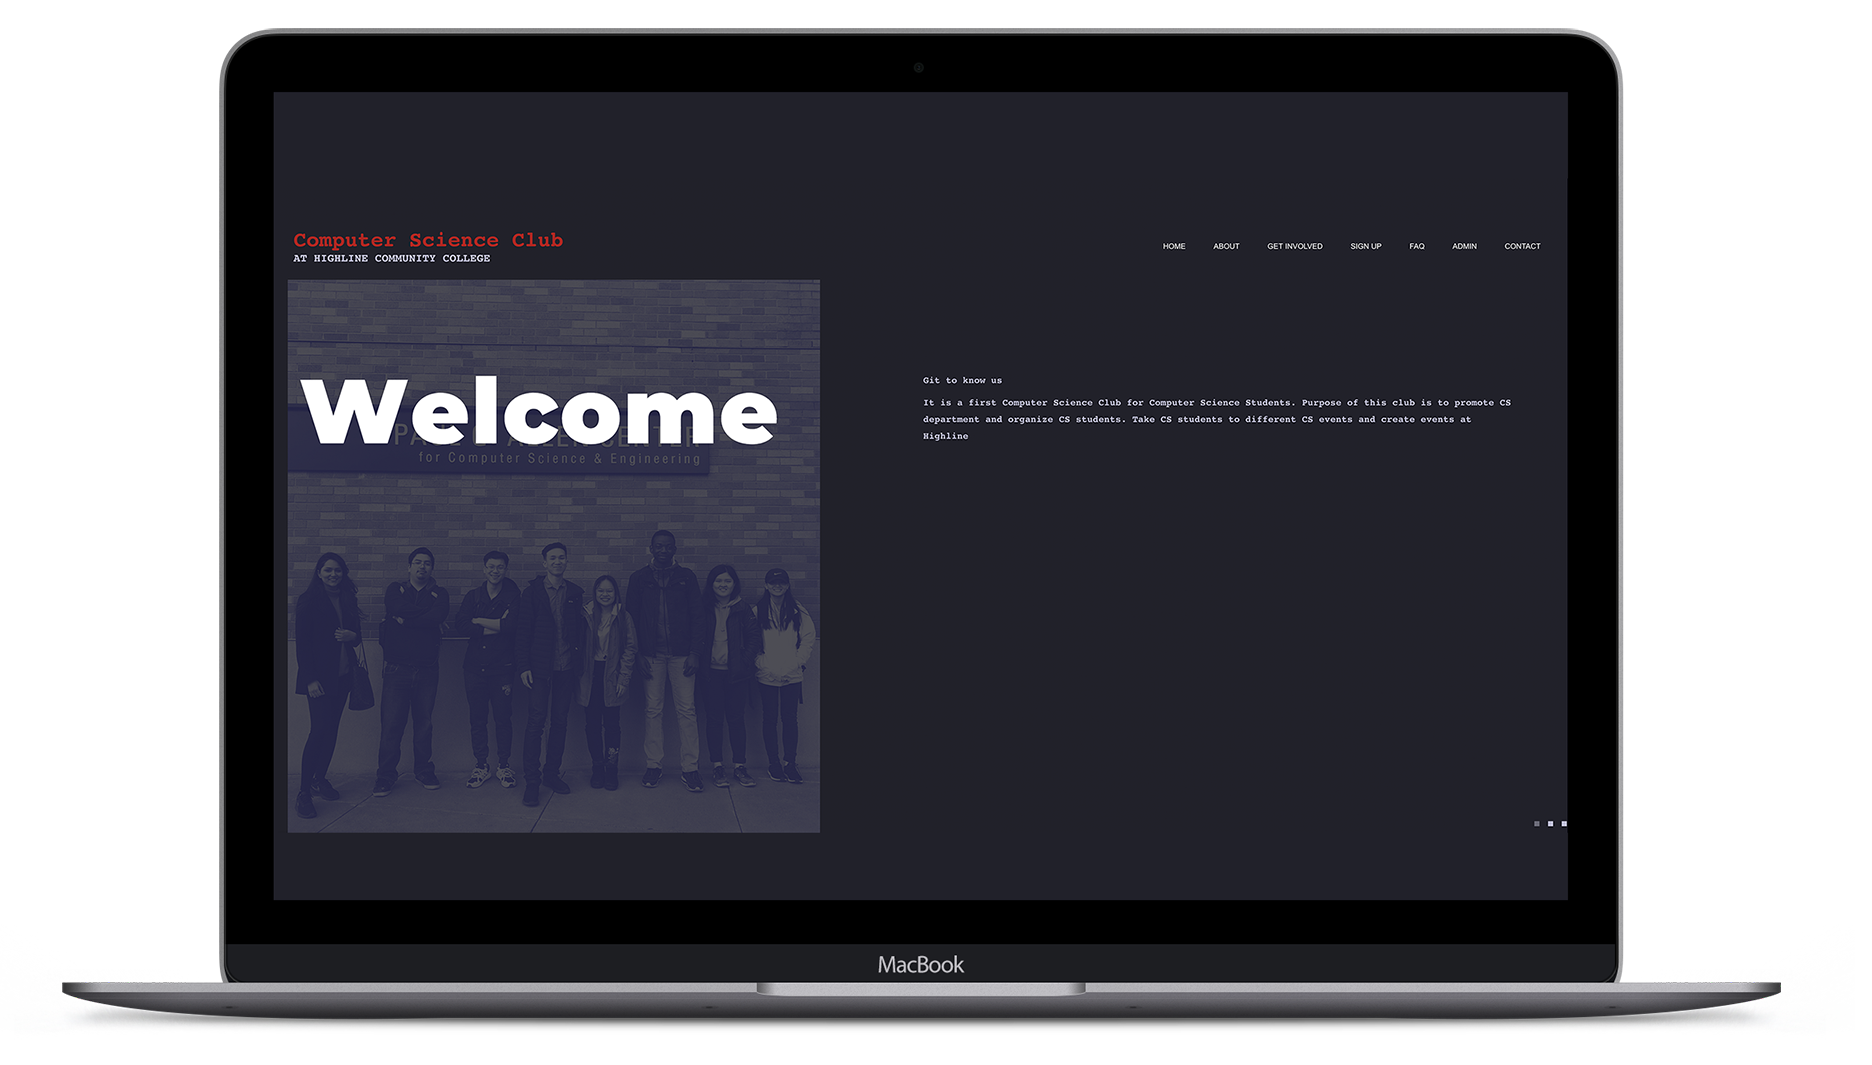 Computer Science Club
AT HIGHLINE COMMUNITY COLLEGE
HOME ABOUT GET INVOLVED SIGN UP FAQ ADMIN CONTACT
Welcome
PAUL G. ALLEN CENTER
for Computer Science & Engineering
Git to know us
It is a first Computer Science Club for Computer Science Students. Purpose of this club is to promote CS
department and organize CS students. Take CS students to different CS events and create events at
Highline
MacBook